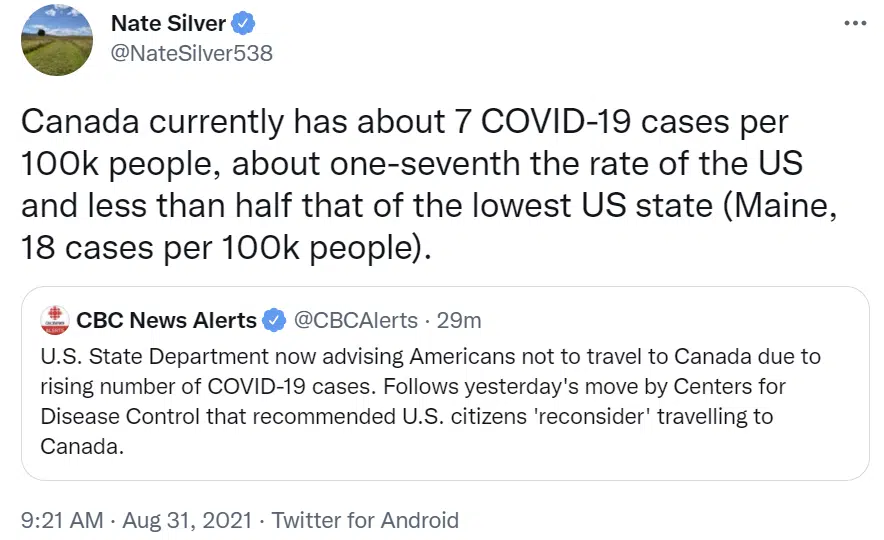 Nate Silver
@NateSilver538
Canada currently has about 7 COVID-19 cases per
100k people, about one-seventh the rate of the US
and less than half that of the lowest US state (Maine,
18 cases per 100k people).
CBC News Alerts @CBCAlerts · 29m
U.S. State Department now advising Americans not to travel to Canada due to
rising number of COVID-19 cases. Follows yesterday's move by Centers for
Disease Control that recommended U.S. citizens 'reconsider' travelling to
Canada.
9:21 AM · Aug 31, 2021 · Twitter for Android